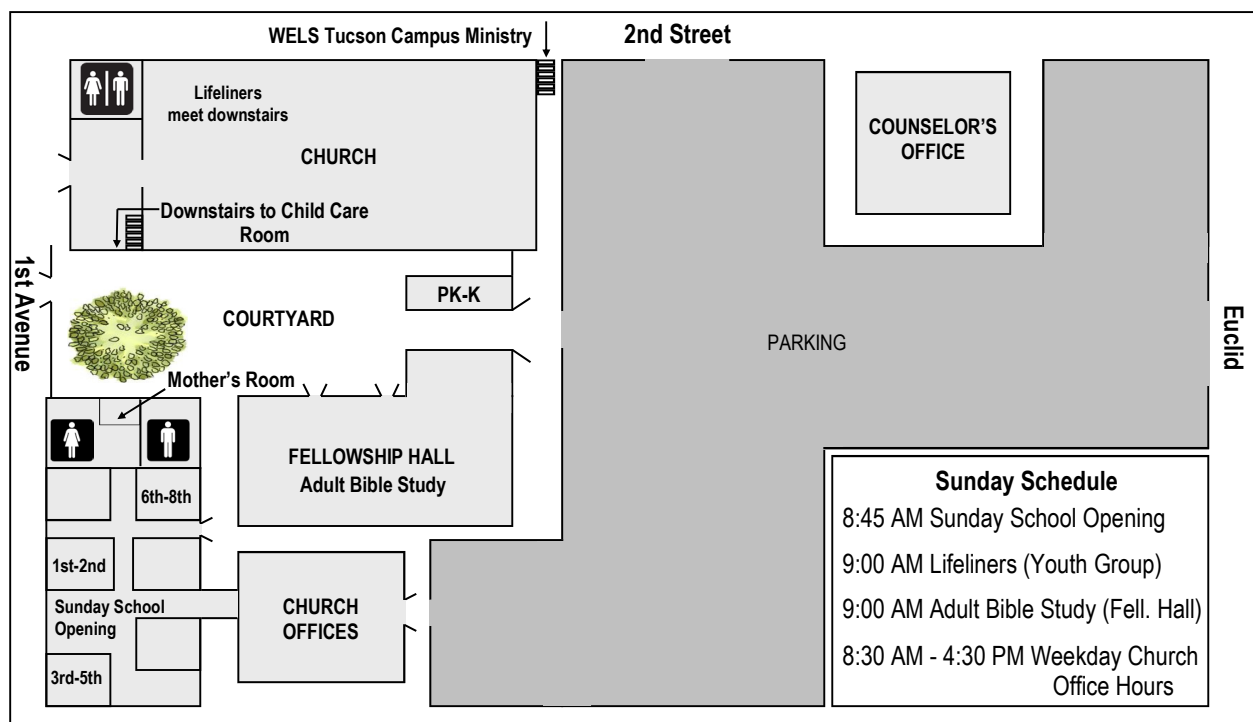 WELS Tucson Campus Ministry
2nd Street
Lifeliners
meet downstairs
CHURCH
COUNSELOR'S
OFFICE
Downstairs to Child Care
Room
1st Avenue
PK-K
COURTYARD
PARKING
Euclid
Mother's Room
FELLOWSHIP HALL
Adult Bible Study
6th-8th
1st-2nd
Sunday School
Opening
CHURCH
OFFICES
3rd-5th
Sunday Schedule
8:45 AM Sunday School Opening
9:00 AM Lifeliners (Youth Group)
9:00 AM Adult Bible Study (Fell. Hall)
8:30 AM - 4:30 PM Weekday Church
Office Hours